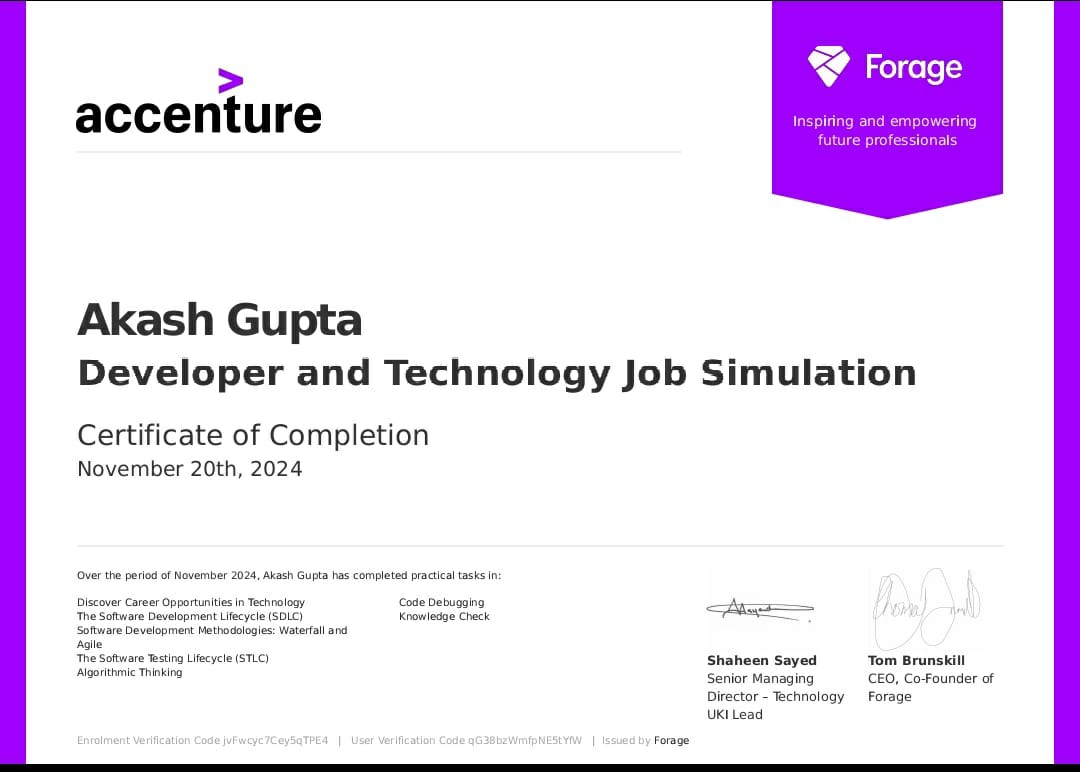 accenture
Forage
Inspiring and empowering
future professionals
Akash Gupta
Developer and Technology Job Simulation
Certificate of Completion
November 20th, 2024
Over the period of November 2024, Akash Gupta has completed practical tasks in:
Discover Career Opportunities in Technology
The Software Development Lifecycle (SDLC)
Software Development Methodologies: Waterfall and
Agile
The Software Testing Lifecycle (STLC)
Algorithmic Thinking
Code Debugging
Knowledge Check
Shaheen Sayed
Senior Managing
Director – Technology
UKI Lead
Tom Brunskill
CEO, Co-Founder of
Forage
Enrolment Verification Code jvFwcyc7Cey5qTPE4 | User Verification Code qG38bzWmfpNE5tYfW | Issued by Forage